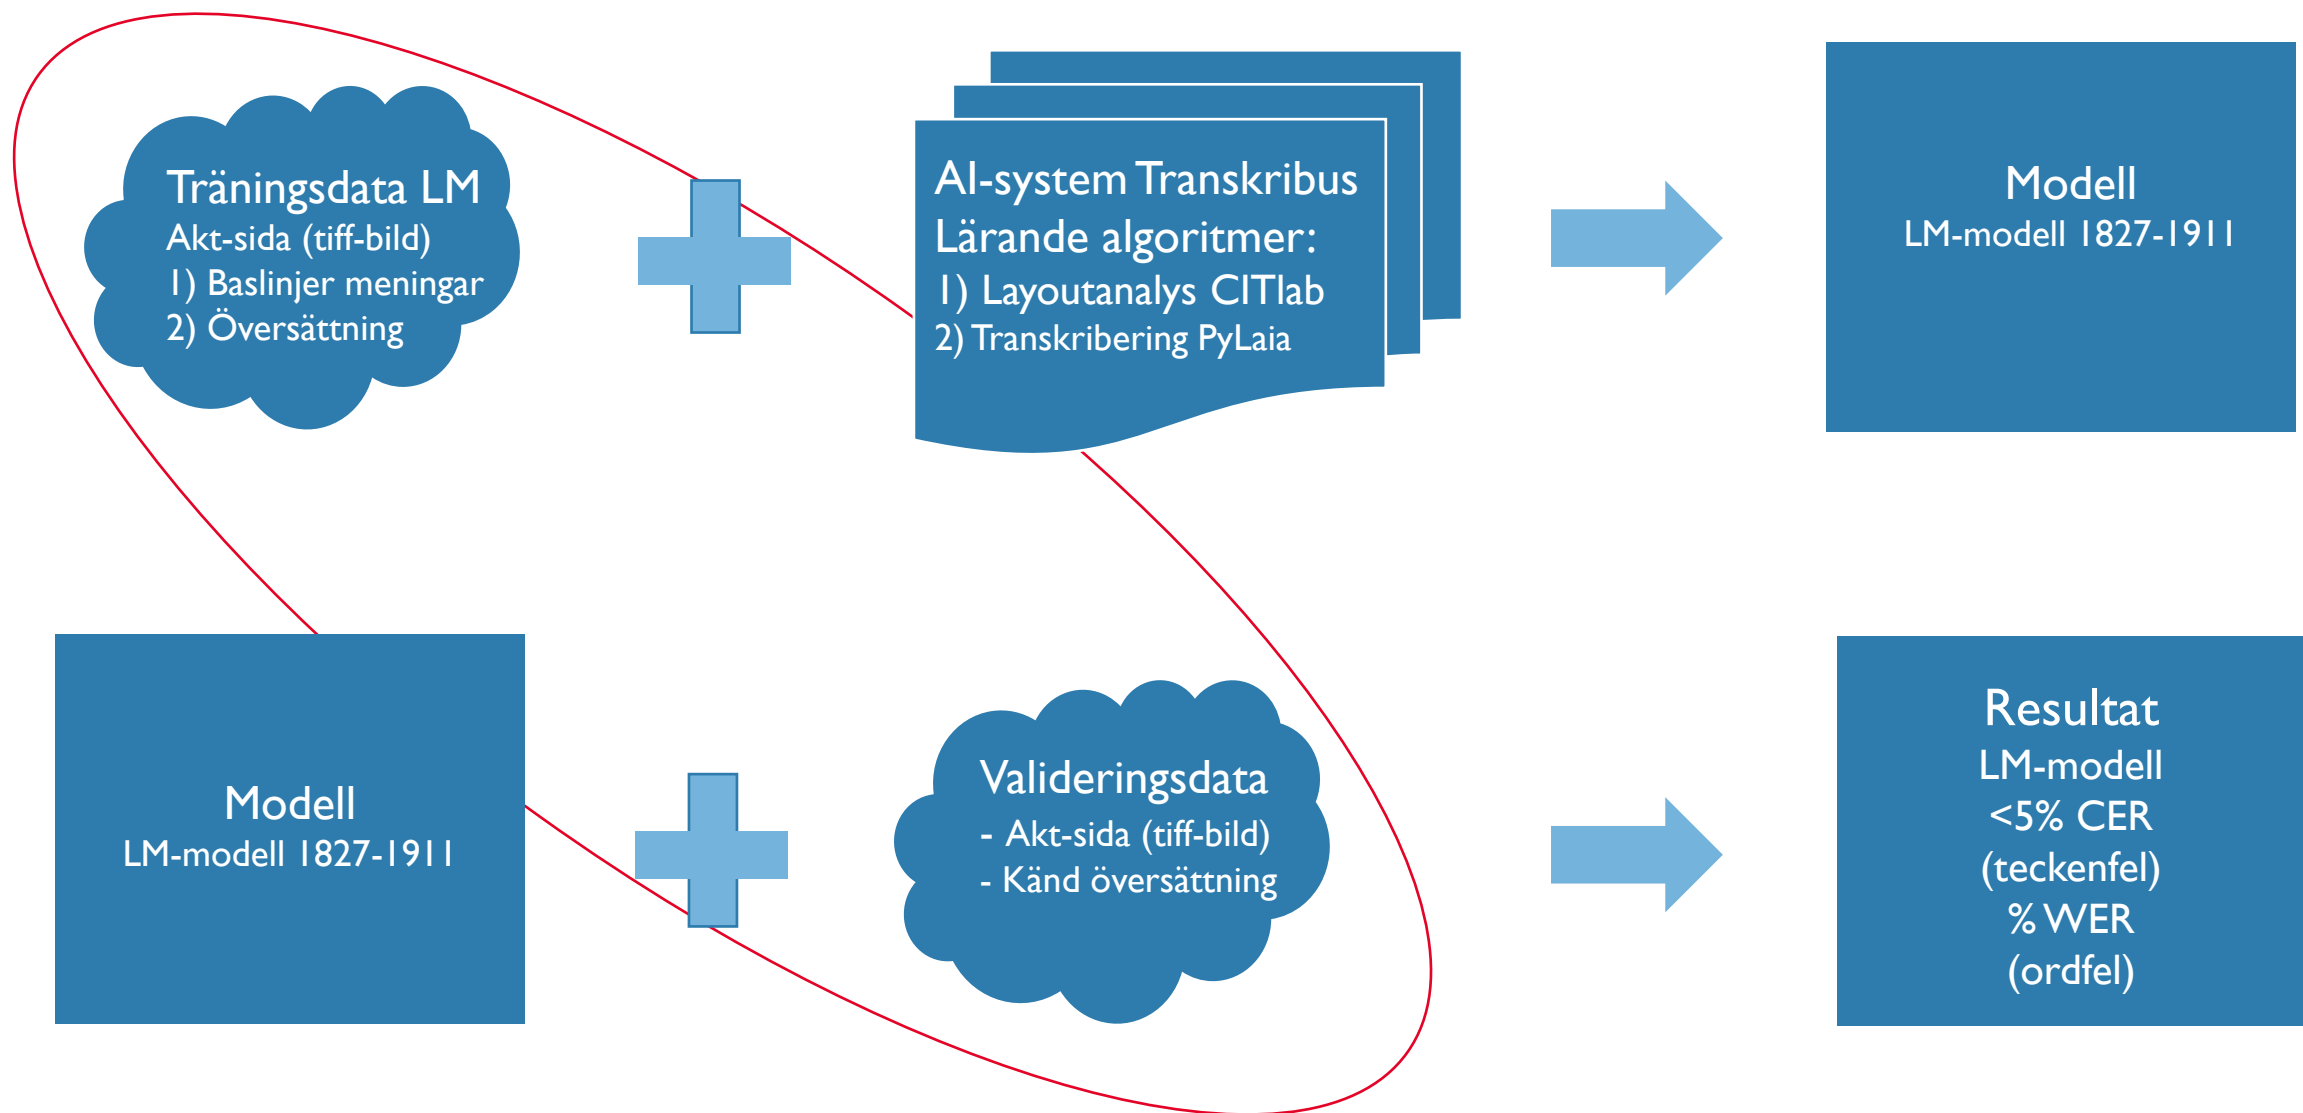 Träningsdata LM
Akt-sida (tiff-bild)
1) Baslinjer meningar
2) Översättning
AI-system Transkribus
Lärande algoritmer:
1) Layoutanalys CITlab
2) Transkribering PyLaia
Modell
LM-modell 1827-1911
Modell
LM-modell 1827-1911
Valideringsdata
- Akt-sida (tiff-bild)
- Känd översättning
Resultat
LM-modell
<5% CER
(teckenfel)
% WER
(ordfel)